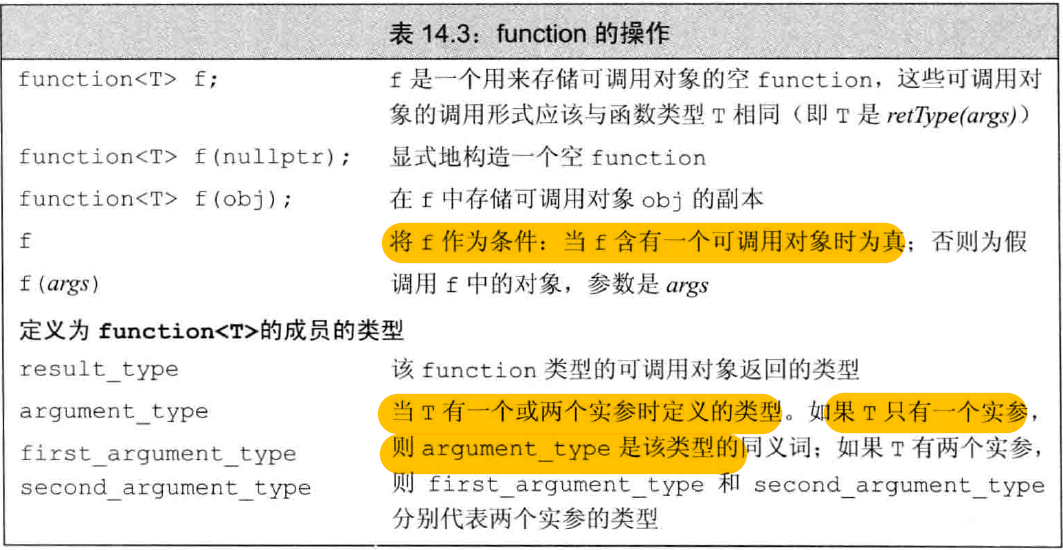 表 14.3：function 的操作
function<T> f; f 是一个用来存储可调用对象的空 function，这些可调用对
象的调用形式应该与函数类型 T 相同（即 T 是 retType(args)）
function<T> f(nullptr); 显式地构造一个空 function
function<T> f(obj); 在 f 中存储可调用对象 obj 的副本
f 将 f 作为条件：当 f 含有一个可调用对象时为真；否则为假
f(args) 调用 f 中的对象，参数是 args
定义为 function<T>的成员的类型
result_type 该 function 类型的可调用对象返回的类型
argument_type 当 T 有一个或两个实参时定义的类型。如果 T 只有一个实参，
first_argument_type 则 argument_type 是该类型的同义词；如果 T 有两个实参，
second_argument_type 则 first_argument_type 和 second_argument_type
分别代表两个实参的类型